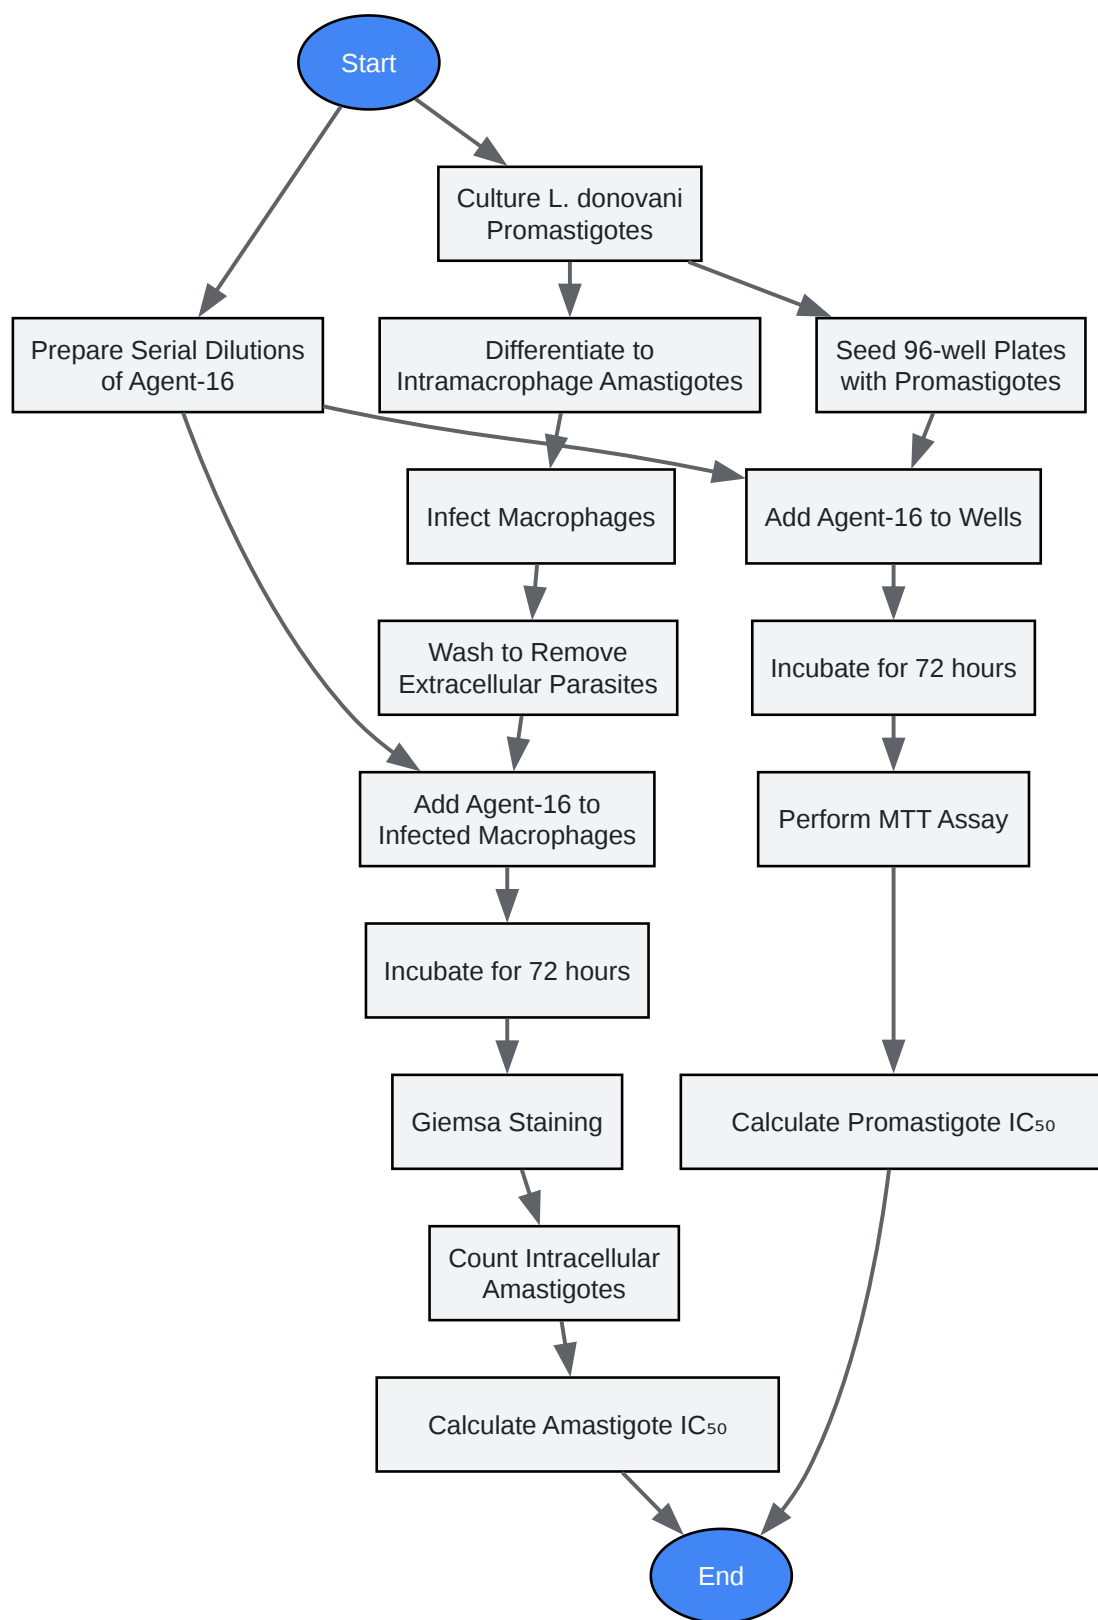 Start
Culture L. donovani
Promastigotes
Prepare Serial Dilutions
of Agent-16
Differentiate to
Intramacrophage Amastigotes
Seed 96-well Plates
with Promastigotes
Infect Macrophages
Add Agent-16 to Wells
Wash to Remove
Extracellular Parasites
Incubate for 72 hours
Add Agent-16 to
Infected Macrophages
Perform MTT Assay
Incubate for 72 hours
Giemsa Staining
Calculate Promastigote IC₅₀
Count Intracellular
Amastigotes
Calculate Amastigote IC₅₀
End